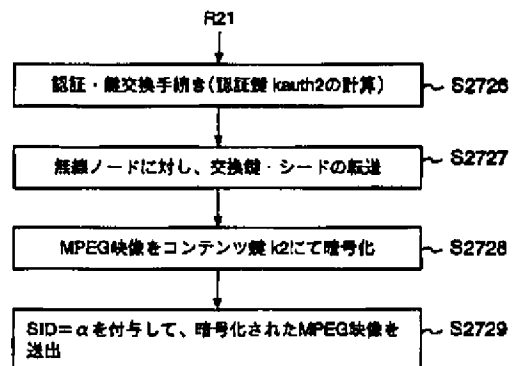 R21
認証・鍵交換手続き(認証鍵 kauth2の計算)
S2726
無線ノードに対し、交換鍵・シードの転送
S2727
MPEG映像をコンテンツ鍵 k2にて暗号化
S2728
SID=αを付与して、暗号化されたMPEG映像を
送出
S2729